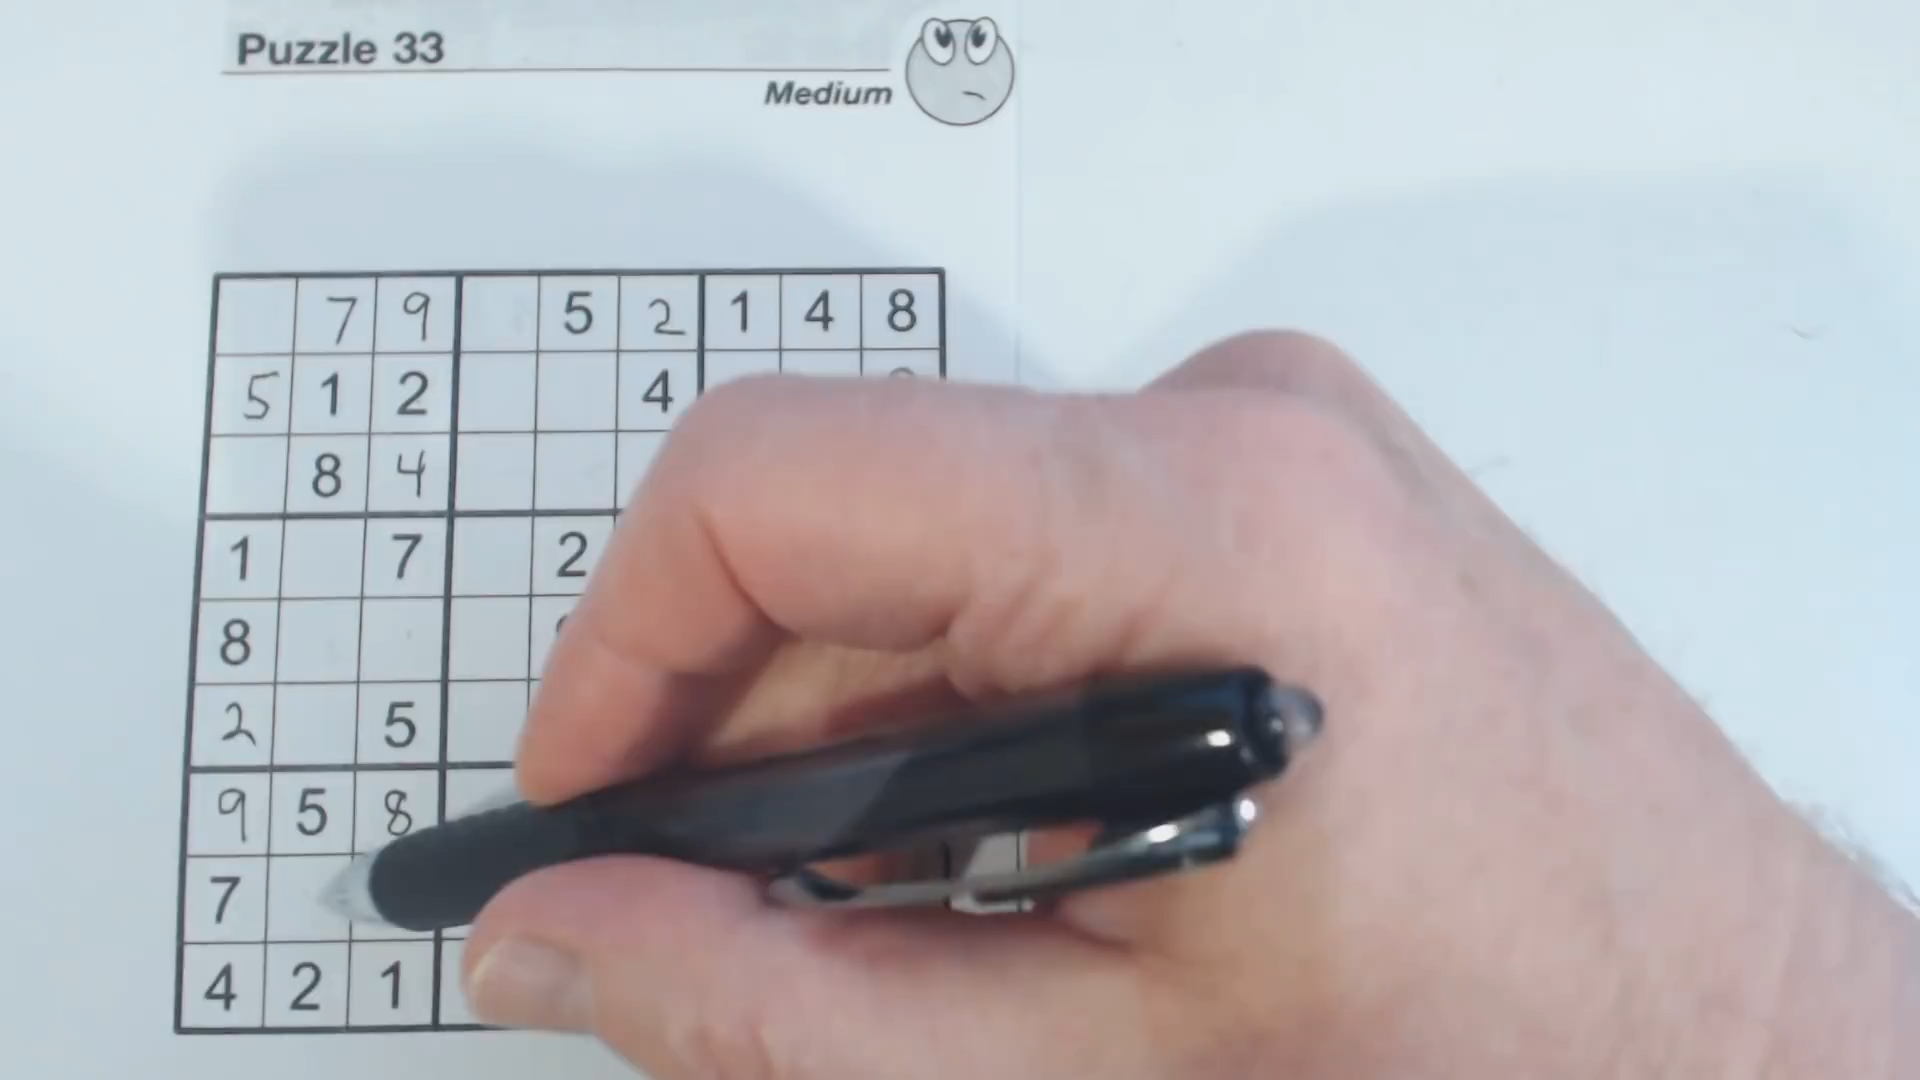 Puzzle 33
Medium
7 9 5 2 1 4 8
5 1 2 4
8 4
1 7 2
8
2 5
9 5 8
7
4 2 1